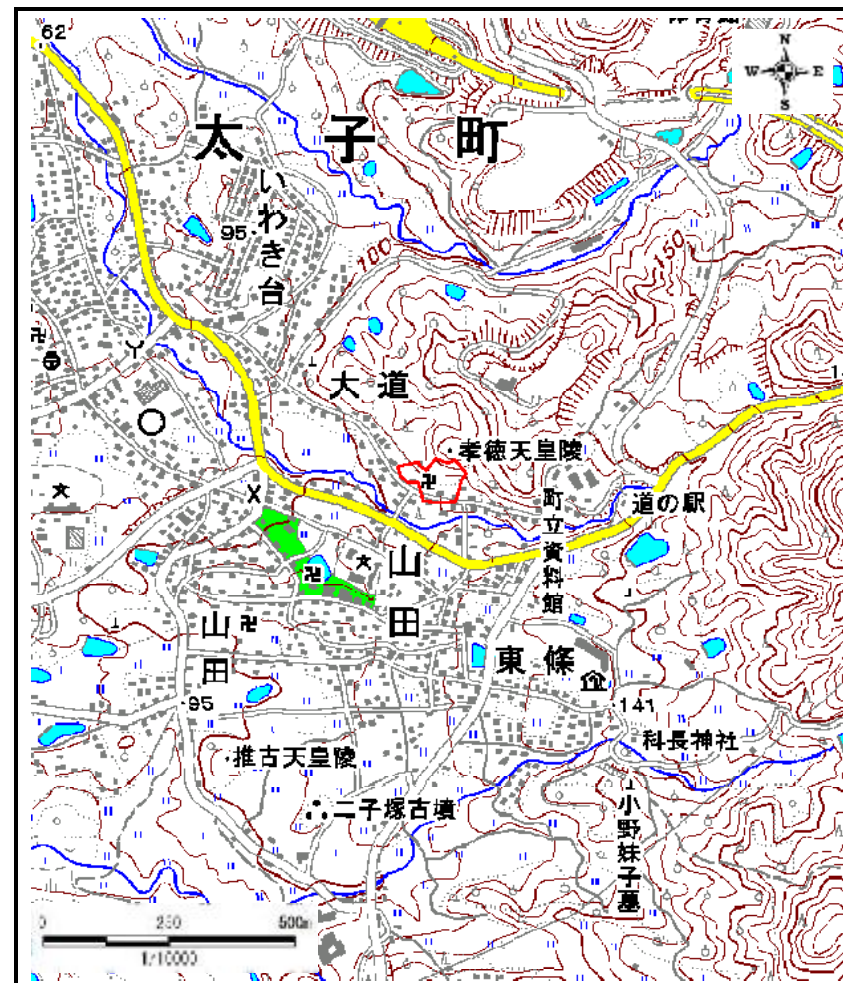 62
N
W E
S
太子町
いわき台
95
100
150
大道
孝徳天皇陵
道の駅
町立資料館
山田
山田
東條
95
141
科長神社
推古天皇陵
二子塚古墳
小野妹子墓
0 250 500m
1/10000